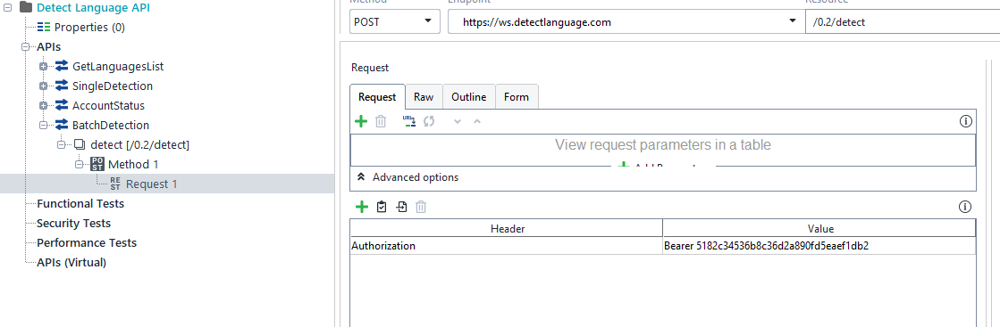 Detect Language API
Properties (0)
APIs
GetLanguagesList
SingleDetection
AccountStatus
BatchDetection
detect [/0.2/detect]
Method 1
Request 1
Functional Tests
Security Tests
Performance Tests
APIs (Virtual)
Method Endpoint Resource
POST https://ws.detectlanguage.com /0.2/detect
Request
Request Raw Outline Form
View request parameters in a table
Advanced options
Header Value
Authorization Bearer 5182c34536b8c36d2a890fd5eaef1db2